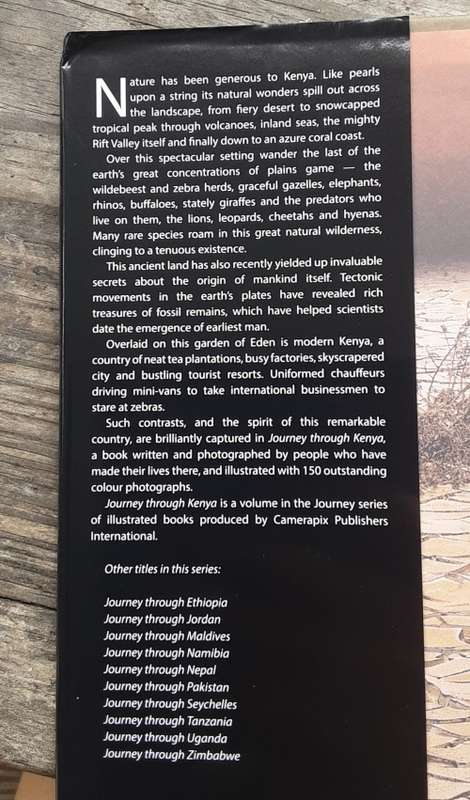 Nature has been generous to Kenya. Like pearls
upon a string its natural wonders spill out across
the landscape, from fiery desert to snowcapped
tropical peak through volcanoes, inland seas, the mighty
Rift Valley itself and finally down to an azure coral coast.
Over this spectacular setting wander the last of the
earth's great concentrations of plains game — the
wildebeest and zebra herds, graceful gazelles, elephants,
rhinos, buffaloes, stately giraffes and the predators who
live on them, the lions, leopards, cheetahs and hyenas.
Many rare species roam in this great natural wilderness,
clinging to a tenuous existence.
This ancient land has also recently yielded up invaluable
secrets about the origin of mankind itself. Tectonic
movements in the earth's plates have revealed rich
treasures of fossil remains, which have helped scientists
date the emergence of earliest man.
Overlaid on this garden of Eden is modern Kenya, a
country of neat tea plantations, busy factories, skyscrapered
city and bustling tourist resorts. Uniformed chauffeurs
driving mini-vans to take international businessmen to
stare at zebras.
Such contrasts, and the spirit of this remarkable
country, are brilliantly captured in Journey through Kenya,
a book written and photographed by people who have
made their lives there, and illustrated with 150 outstanding
colour photographs.
Journey through Kenya is a volume in the Journey series
of illustrated books produced by Camerapix Publishers
International.
Other titles in this series:
Journey through Ethiopia
Journey through Jordan
Journey through Maldives
Journey through Namibia
Journey through Nepal
Journey through Pakistan
Journey through Seychelles
Journey through Tanzania
Journey through Uganda
Journey through Zimbabwe